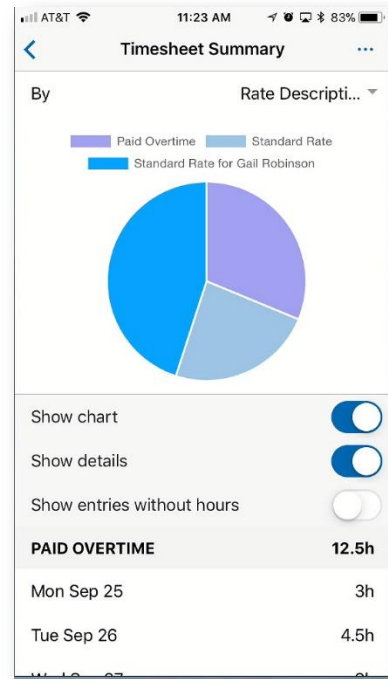 AT&T 11:23 AM 83%
Timesheet Summary ...
By Rate Descripti...
Paid Overtime Standard Rate
Standard Rate for Gail Robinson
Show chart
Show details
Show entries without hours
PAID OVERTIME 12.5h
Mon Sep 25 3h
Tue Sep 26 4.5h